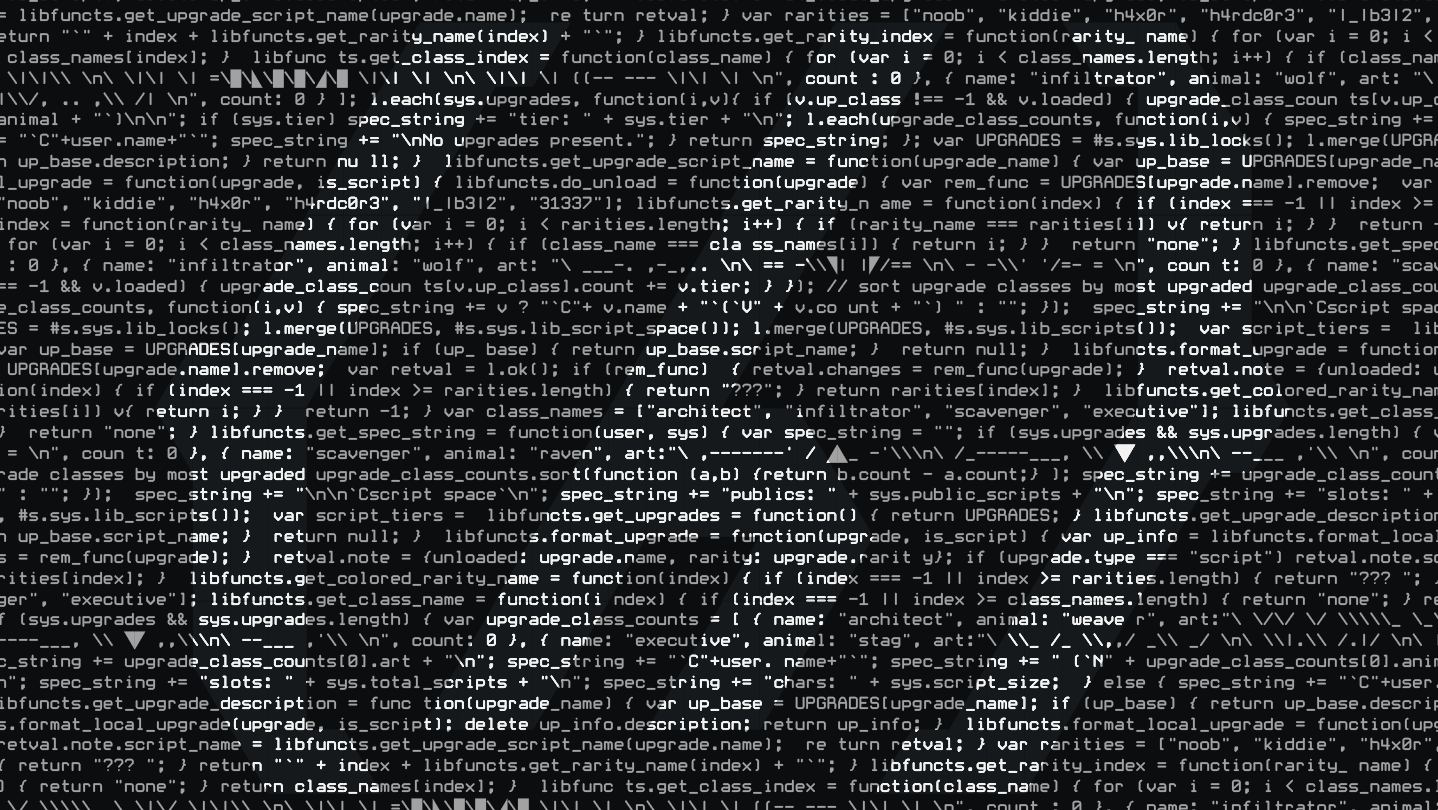 libfuncts.get_upgrade_script_name(upgrade.name);  re turn retval; } var rarities = ["noob", "kiddie", "h4x0r", "h4rdc0r3", "!_|b3|2",
eturn "`" + index + libfuncts.get_rarity_name(index) + "`"; } libfuncts.get_rarity_index = function(rarity_ name) { for (var i = 0; i <
class_names[index]; }  libfunc ts.get_class_index = function(class_name) { for (var i = 0; i < class_names.length; i++) { if (class_name ===
count : 0 }, { name: "infiltrator", animal: "wolf", art: "\
\n", count: 0 } ]; l.each(sys.upgrades, function(i,v){ if (v.up_class !== -1 && v.loaded) { upgrade_class_coun ts[v.up_c
animal + "`)\n\n"; if (sys.tier) spec_string += "tier: " + sys.tier + "\n"; l.each(upgrade_class_counts, function(i,v) { spec_string +=
= "`C"+user.name+"`"; spec_string += "\nNo upgrades present."; } return spec_string; }; var UPGRADES = #s.sys.lib_locks(); l.merge(UPGRA
n up_base.description; } return nu ll; }  libfuncts.get_upgrade_script_name = function(upgrade_name) { var up_base = UPGRADES[upgrade_na
l_upgrade = function(upgrade, is_script) { libfuncts.do_unload = function(upgrade) { var rem_func = UPGRADES[upgrade.name].remove;  var
"noob", "kiddie", "h4x0r", "h4rdc0r3", "!_|b3|2", "31337"]; libfuncts.get_rarity_n ame = function(index) { if (index === -1 || index >=
index = function(rarity_ name) { for (var i = 0; i < rarities.length; i++) { if (rarity_name === rarities[i]) v{ return i; } } return -
for (var i = 0; i < class_names.length; i++) { if (class_name === cla ss_names[i]) { return i; } }  return "none"; } libfuncts.get_spec
: 0 }, { name: "infiltrator", animal: "wolf", art: "\ ___-. ,-_,.. \n\ == -\\ \n\ - -\\' '/=- = \n", coun t: 0 }, { name: "scav
== -1 && v.loaded) { upgrade_class_coun ts[v.up_class].count += v.tier; } }); // sort upgrade classes by most upgraded upgrade_class_c
e_class_counts, function(i,v) { spec_string += v ? "`C"+ v.name + "`(`V" + v.co unt + "`) " : ""; });  spec_string += "\n\n`Cscript spac
ES = #s.sys.lib_locks(); l.merge(UPGRADES, #s.sys.lib_script_space()); l.merge(UPGRADES, #s.sys.lib_scripts());  var script_tiers =  lib
var up_base = UPGRADES[upgrade_name]; if (up_ base) { return up_base.script_name; }  return null; }  libfuncts.format_upgrade = function
UPGRADES[upgrade.name].remove;  var retval = l.ok(); if (rem_func)  { retval.changes = rem_func(upgrade); }  retval.note = {unloaded: u
ion(index) { if (index === -1 || index >= rarities.length) { return "???"; } return rarities[index]; }  libfuncts.get_colored_rarity_nam
rities[i]) v{ return i; } } return -1; } var class_names = ["architect", "infiltrator", "scavenger", "executive"]; libfuncts.get_class_
}  return "none"; } libfuncts.get_spec_string = function(user, sys) { var spec_string = ""; if (sys.upgrades && sys.upgrades.length) { v
= \n", coun t: 0 }, { name: "scavenger", animal: "raven", art:"\ ,-------' / ▲_ -'\\\n\ /_-----___, \\ ▼ ,,\\\n\ --___ ,'\\ \n", cou
rade classes by most upgraded upgrade_class_counts.sort(function (a,b) {return b.count - a.count;} ); spec_string += upgrade_class_count
" : ""; });  spec_string += "\n\n`Cscript space`\n"; spec_string += "publics: " + sys.public_scripts + "\n"; spec_string += "slots: " +
, #s.sys.lib_scripts());  var script_tiers =  libfuncts.get_upgrades = function() { return UPGRADES; } libfuncts.get_upgrade_description
up_base.script_name; }  return null; }  libfuncts.format_upgrade = function(upgrade, is_script) { var up_info = libfuncts.format_local
s = rem_func(upgrade); }  retval.note = {unloaded: upgrade.name, rarity: upgrade.rarit y}; if (upgrade.type === "script") retval.note.sc
rities[index]; }  libfuncts.get_colored_rarity_name = function(index) { if (index === -1 || index >= rarities.length) { return "??? "; }
ger", "executive"]; libfuncts.get_class_name = function(i ndex) { if (index === -1 || index >= class_names.length) { return "none"; } re
f (sys.upgrades && sys.upgrades.length) { var upgrade_class_counts = [ { name: "architect", animal: "weave r", art:"\
----___, \\ ▼ ,,\\\n\ --___ ,'\\ \n", count: 0 }, { name: "executive", animal: "stag", art:"\
c_string += upgrade_class_counts[0].art + "\n"; spec_string += "`C"+user. name+"`"; spec_string += " (`N" + upgrade_class_counts[0].anim
n"; spec_string += "slots: " + sys.total_scripts + "\n"; spec_string += "chars: " + sys.script_size;  } else { spec_string += "`C"+user.
libfuncts.get_upgrade_description = func tion(upgrade_name) { var up_base = UPGRADES[upgrade_name]; if (up_base) { return up_base.descrip
s.format_local_upgrade(upgrade, is_script); delete up_info.description; return up_info; }  libfuncts.format_local_upgrade = function(upg
retval.note.script_name = libfuncts.get_upgrade_script_name(upgrade.name);  re turn retval; } var rarities = ["noob", "kiddie", "h4x0r",
{ return "??? "; } return "`" + index + libfuncts.get_rarity_name(index) + "`"; } libfuncts.get_rarity_index = function(rarity_ name) {
{ return "none"; } return class_names[index]; }  libfunc ts.get_class_index = function(class_name) { for (var i = 0; i < class_names.